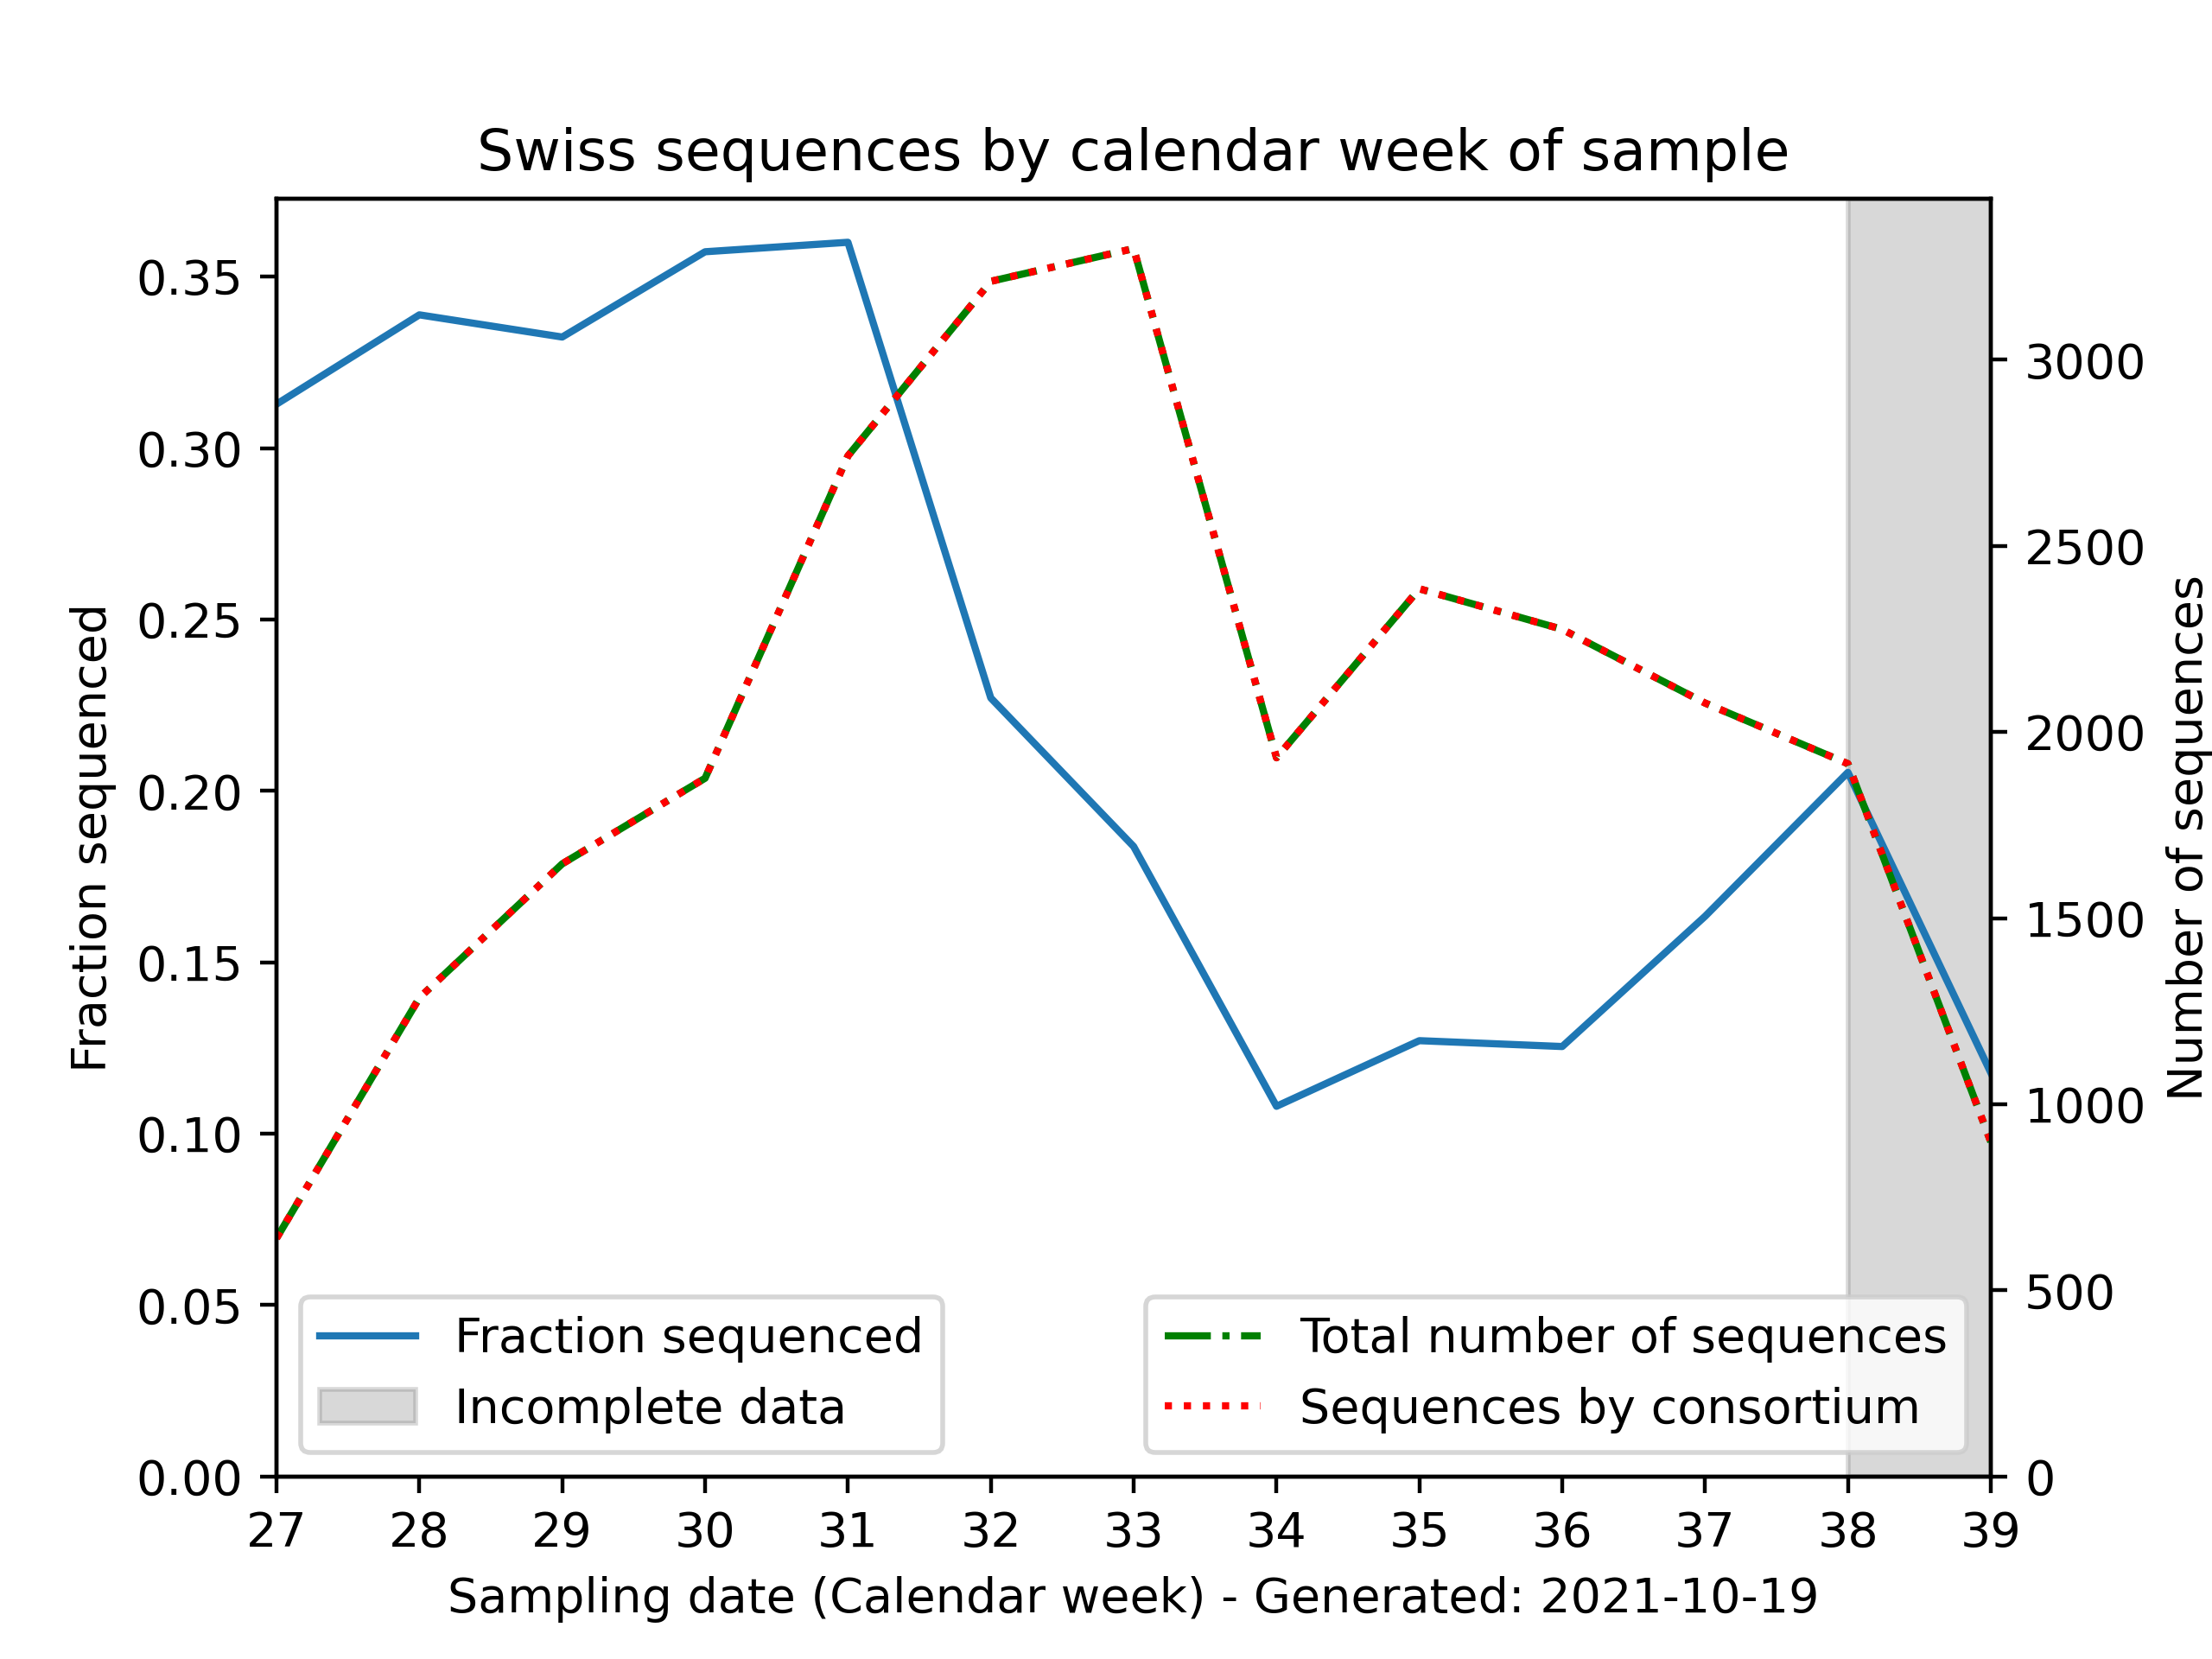 Swiss sequences by calendar week of sample
0.35
0.30
0.25
0.20
0.15
0.10
0.05
0.00
Fraction sequenced
3000
2500
2000
1500
1000
500
0
Number of sequences
Fraction sequenced
Incomplete data
Total number of sequences
Sequences by consortium
27 28 29 30 31 32 33 34 35 36 37 38 39
Sampling date (Calendar week) - Generated: 2021-10-19